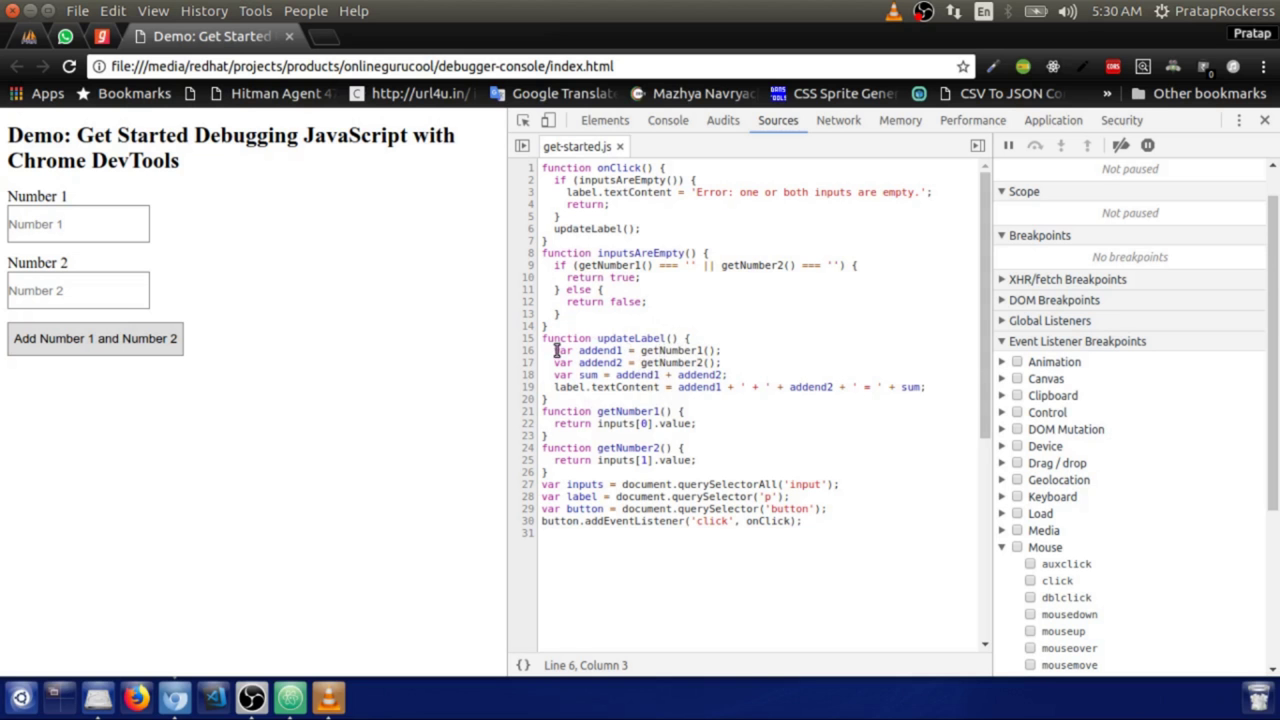 File Edit View History Tools People Help En 5:30 AM PratapRockerss
Demo: Get Started Pratap
file:///media/redhat/projects/products/onlinegurucool/debugger-console/index.html
Apps Bookmarks Hitman Agent 47 http://url4u.in/ Google Translat Mazhya Navryac CSS Sprite Gene CSV To JSON Co » Other bookmarks
Demo: Get Started Debugging JavaScript with
Chrome DevTools
Number 1
Number 1
Number 2
Number 2
Add Number 1 and Number 2
Elements Console Audits Sources Network Memory Performance Application Security
get-started.js
1 function onClick() {
2 if (inputsAreEmpty()) {
3 label.textContent = 'Error: one or both inputs are empty.';
4 return;
5 }
6 updateLabel();
7 }
8 function inputsAreEmpty() {
9 if (getNumber1() === '' || getNumber2() === '') {
10 return true;
11 } else {
12 return false;
13 }
14 }
15 function updateLabel() {
16 var addend1 = getNumber1();
17 var addend2 = getNumber2();
18 var sum = addend1 + addend2;
19 label.textContent = addend1 + ' + ' + addend2 + ' = ' + sum;
20 }
21 function getNumber1() {
22 return inputs[0].value;
23 }
24 function getNumber2() {
25 return inputs[1].value;
26 }
27 var inputs = document.querySelectorAll('input');
28 var label = document.querySelector('p');
29 var button = document.querySelector('button');
30 button.addEventListener('click', onClick);
31
{} Line 6, Column 3
Not paused
Scope
Not paused
Breakpoints
No breakpoints
XHR/fetch Breakpoints
DOM Breakpoints
Global Listeners
Event Listener Breakpoints
Animation
Canvas
Clipboard
Control
DOM Mutation
Device
Drag / drop
Geolocation
Keyboard
Load
Media
Mouse
auxclick
click
dblclick
mousedown
mouseup
mouseover
mousemove